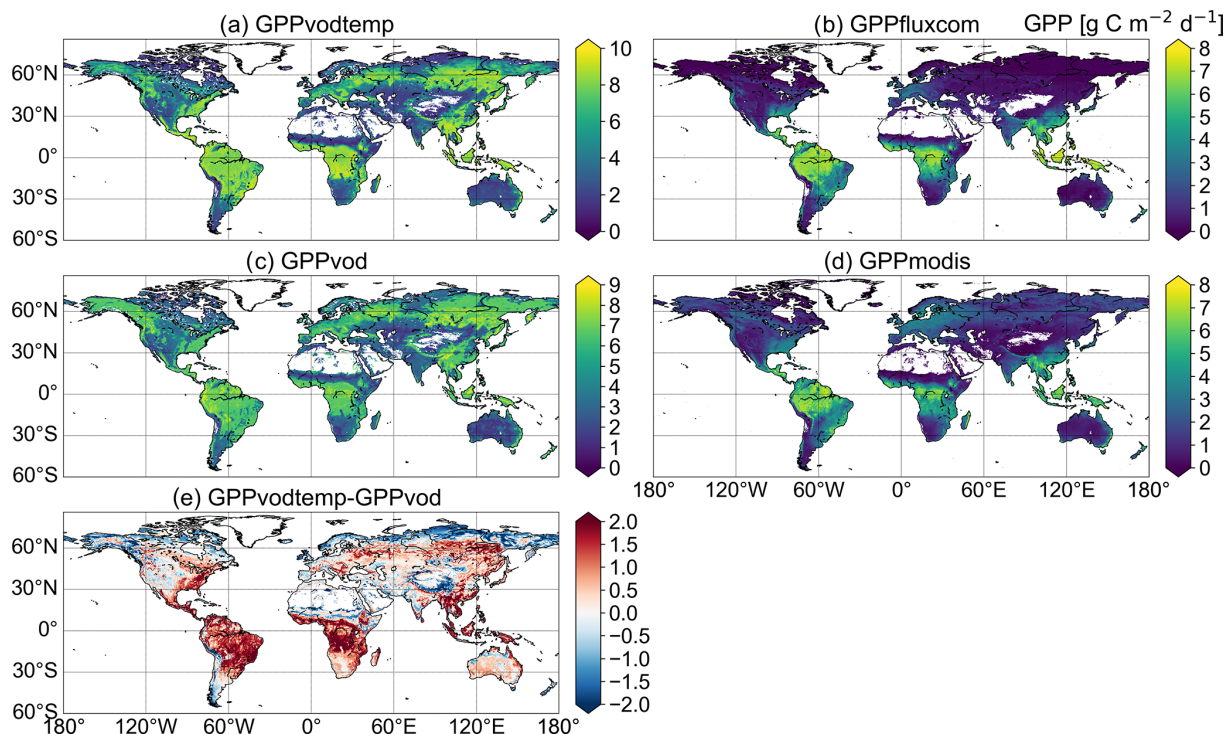 (a) GPPvodtemp
(b) GPPfluxcom
GPP [g C m−2 d−1]
60°N
30°N
0°
30°S
60°S
10
8
6
4
2
0
8
7
6
5
4
3
2
1
0
(c) GPPvod
(d) GPPmodis
60°N
30°N
0°
30°S
60°S
9
8
7
6
5
4
3
2
1
0
8
7
6
5
4
3
2
1
0
180°
120°W
60°W
0°
60°E
120°E
180°
(e) GPPvodtemp-GPPvod
60°N
30°N
0°
30°S
60°S
2.0
1.5
1.0
0.5
0.0
−0.5
−1.0
−1.5
−2.0
180°
120°W
60°W
0°
60°E
120°E
180°